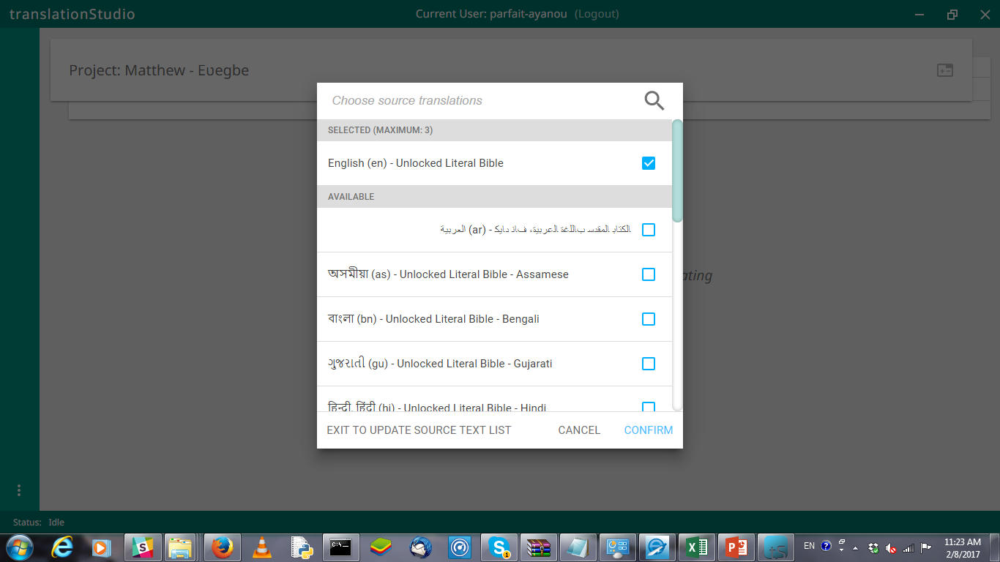 translationStudio
Current User: parfait-ayanou (Logout)
Project: Matthew - Eʋegbe
Choose source translations
SELECTED (MAXIMUM: 3)
English (en) - Unlocked Literal Bible
AVAILABLE
العربية (ar) - الكتاب المقدس باللغة العربية، فان دايك
অসমীয়া (as) - Unlocked Literal Bible - Assamese
বাংলা (bn) - Unlocked Literal Bible - Bengali
ગુજરાતી (gu) - Unlocked Literal Bible - Gujarati
हिन्दी, हिंदी (hi) - Unlocked Literal Bible - Hindi
ating
EXIT TO UPDATE SOURCE TEXT LIST
CANCEL
CONFIRM
Status: Idle
EN
11:23 AM
2/8/2017